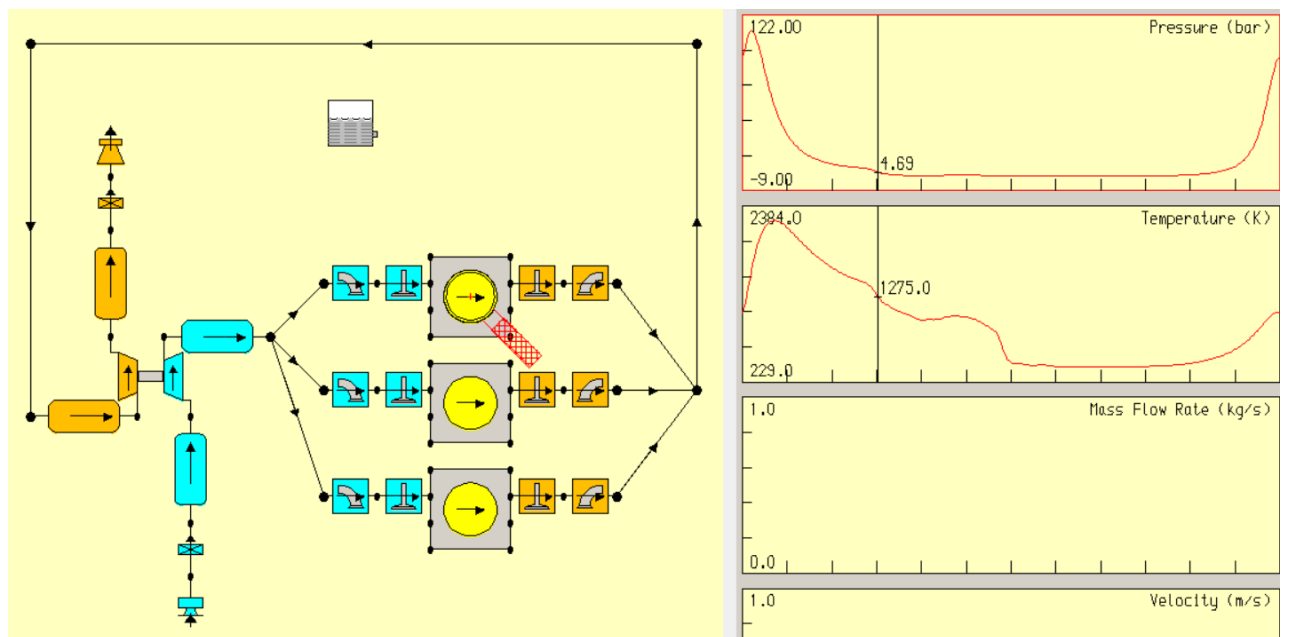 122.00
Pressure (bar)
4.69
-9.00
2384.0
Temperature (K)
1275.0
229.0
1.0
Mass Flow Rate (kg/s)
0.0
1.0
Velocity (m/s)